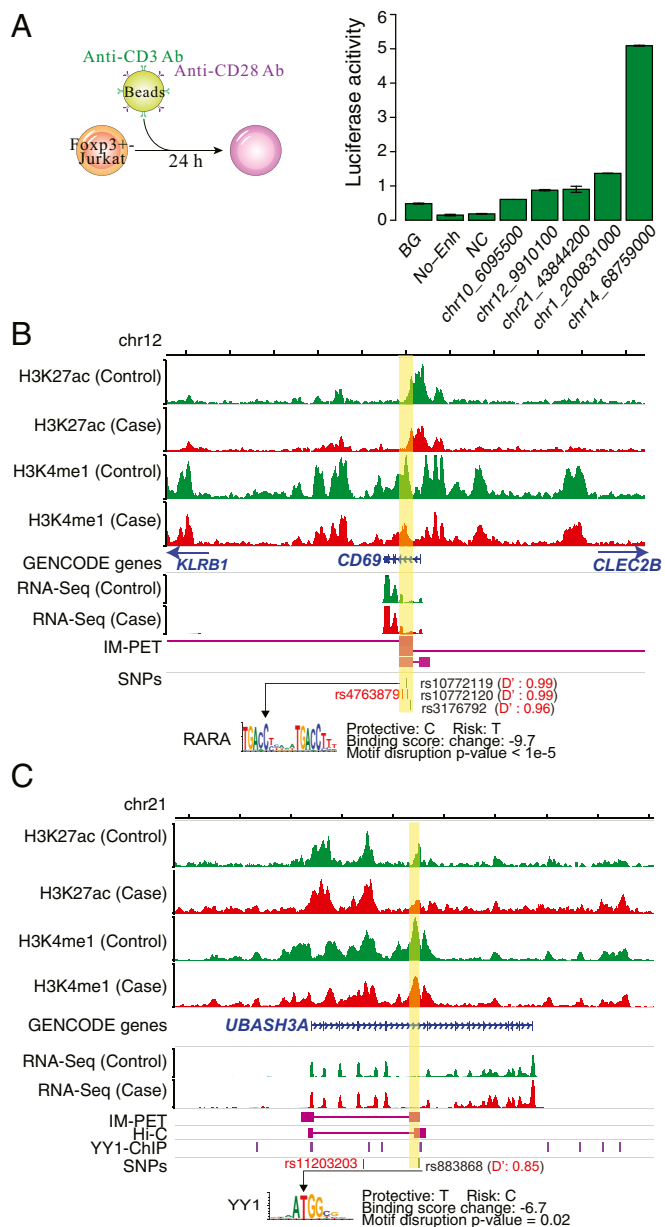 A
Anti-CD3 Ab
Anti-CD28 Ab
Beads
Foxp3+-
Jurkat
24 h
Luciferase acitivity
6
5
4
3
2
1
0
BG
No-Enh
NC
chr10_6095500
chr12_9910100
chr21_43844200
chr1_200831000
chr14_68759000
B
chr12
H3K27ac (Control)
H3K27ac (Case)
H3K4me1 (Control)
H3K4me1 (Case)
GENCODE genes
KLRB1
CD69
CLEC2B
RNA-Seq (Control)
RNA-Seq (Case)
IM-PET
SNPs
rs10772119 (D' : 0.99)
rs4763879 rs10772120 (D' : 0.99)
rs3176792 (D' : 0.96)
RARA
TGACC TGACC
Protective: C Risk: T
Binding score: change: -9.7
Motif disruption p-value < 1e-5
C
chr21
H3K27ac (Control)
H3K27ac (Case)
H3K4me1 (Control)
H3K4me1 (Case)
GENCODE genes
UBASH3A
RNA-Seq (Control)
RNA-Seq (Case)
IM-PET
Hi-C
YY1-ChIP
SNPs
rs11203203 rs883868 (D': 0.85)
YY1
ATGG
Protective: T Risk: C
Binding score change: -6.7
Motif disruption p-value = 0.02